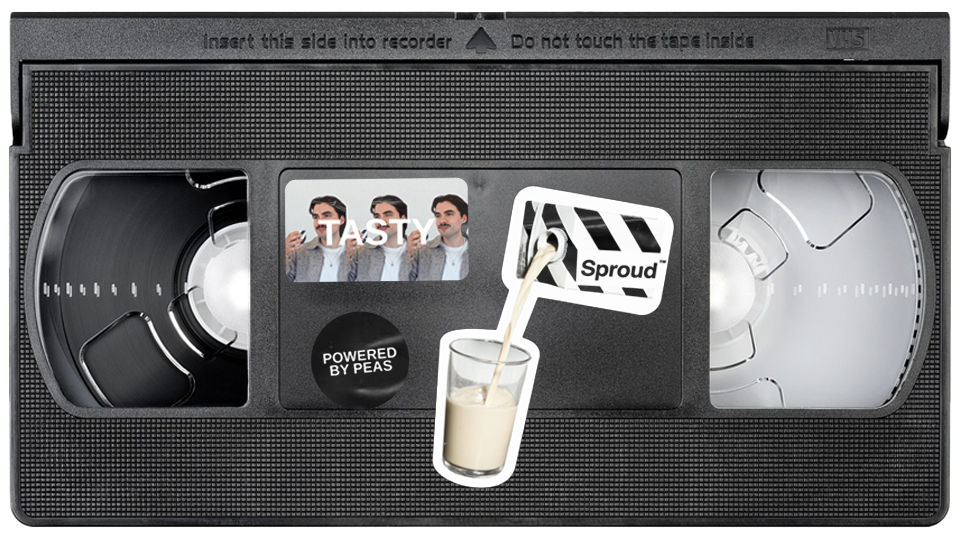 Insert this side into recorder
Do not touch the tape inside
VHS
TASTY
Sproud™
POWERED
BY PEAS